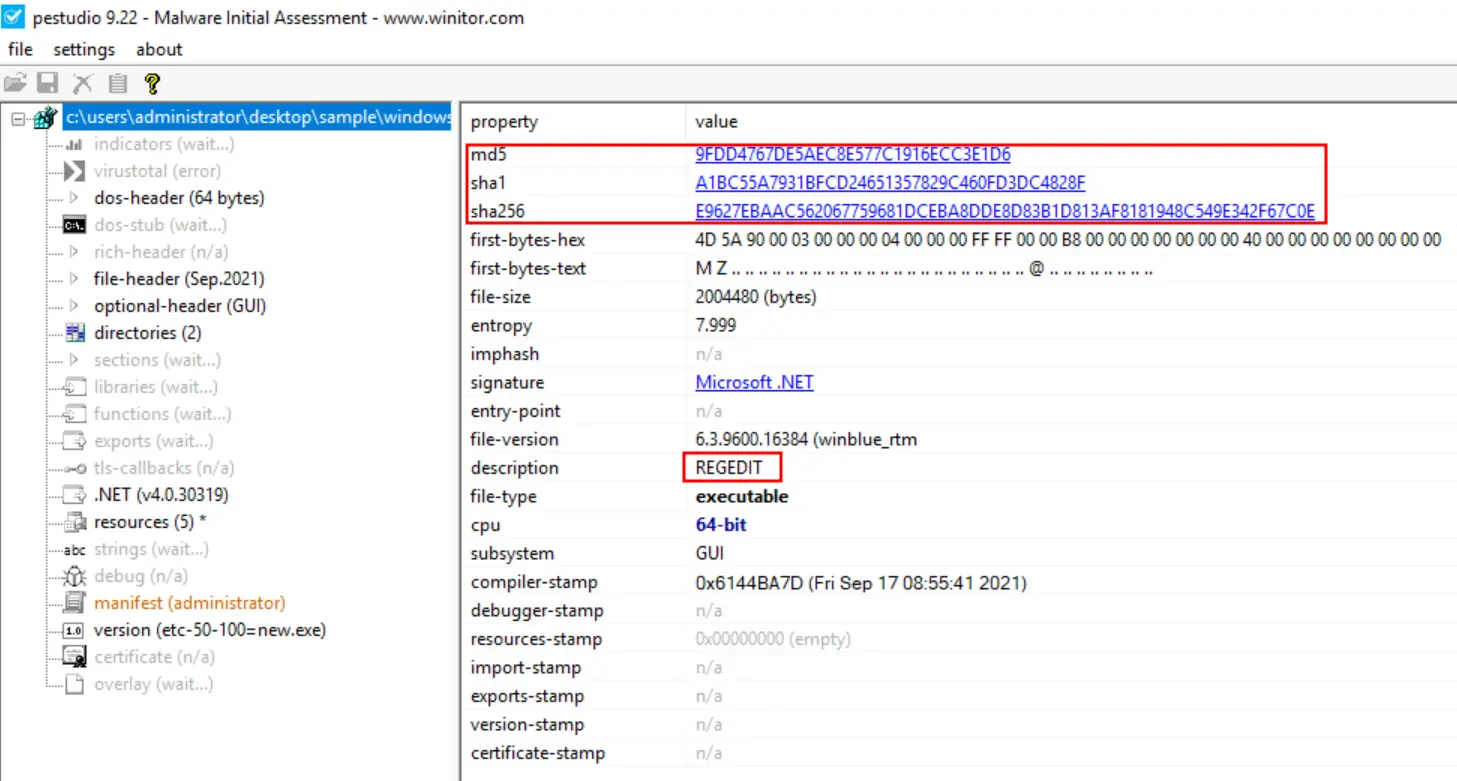 pestudio 9.22 - Malware Initial Assessment - www.winitor.com
file settings about
c:\users\administrator\desktop\sample\windows
indicators (wait...)
virustotal (error)
dos-header (64 bytes)
dos-stub (wait...)
rich-header (n/a)
file-header (Sep.2021)
optional-header (GUI)
directories (2)
sections (wait...)
libraries (wait...)
functions (wait...)
exports (wait...)
tls-callbacks (n/a)
.NET (v4.0.30319)
resources (5) *
abc strings (wait...)
debug (n/a)
manifest (administrator)
1.0 version (etc-50-100=new.exe)
certificate (n/a)
overlay (wait...)
property value
md5 9FDD4767DE5AEC8E577C1916ECC3E1D6
sha1 A1BC55A7931BFCD24651357829C460FD3DC4828F
sha256 E9627EBAAC562067759681DCEBA8DDE8D83B1D813AF8181948C549E342F67C0E
first-bytes-hex 4D 5A 90 00 03 00 00 00 04 00 00 00 FF FF 00 00 B8 00 00 00 00 00 00 00 40 00 00 00 00 00 00 00 00
first-bytes-text M Z .. .. .. .. .. .. .. .. .. .. .. .. .. .. .. .. .. .. .. .. .. .. @ .. .. .. .. .. .. .. ..
file-size 2004480 (bytes)
entropy 7.999
imphash n/a
signature Microsoft .NET
entry-point n/a
file-version 6.3.9600.16384 (winblue_rtm
description REGEDIT
file-type executable
cpu 64-bit
subsystem GUI
compiler-stamp 0x6144BA7D (Fri Sep 17 08:55:41 2021)
debugger-stamp n/a
resources-stamp 0x00000000 (empty)
import-stamp n/a
exports-stamp n/a
version-stamp n/a
certificate-stamp n/a